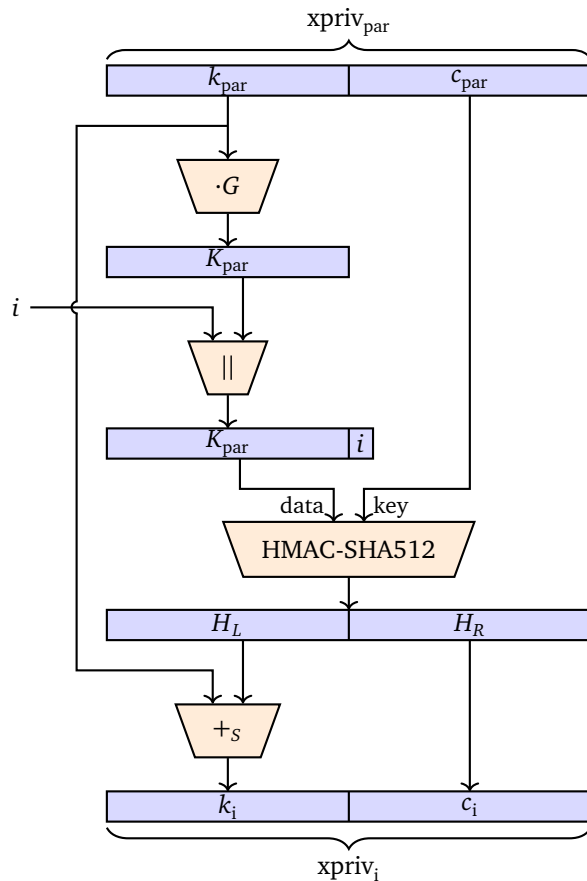 xpriv_par
k_par c_par
·G
K_par
i
||
K_par i
data key
HMAC-SHA512
H_L H_R
+_S
k_i c_i
xpriv_i